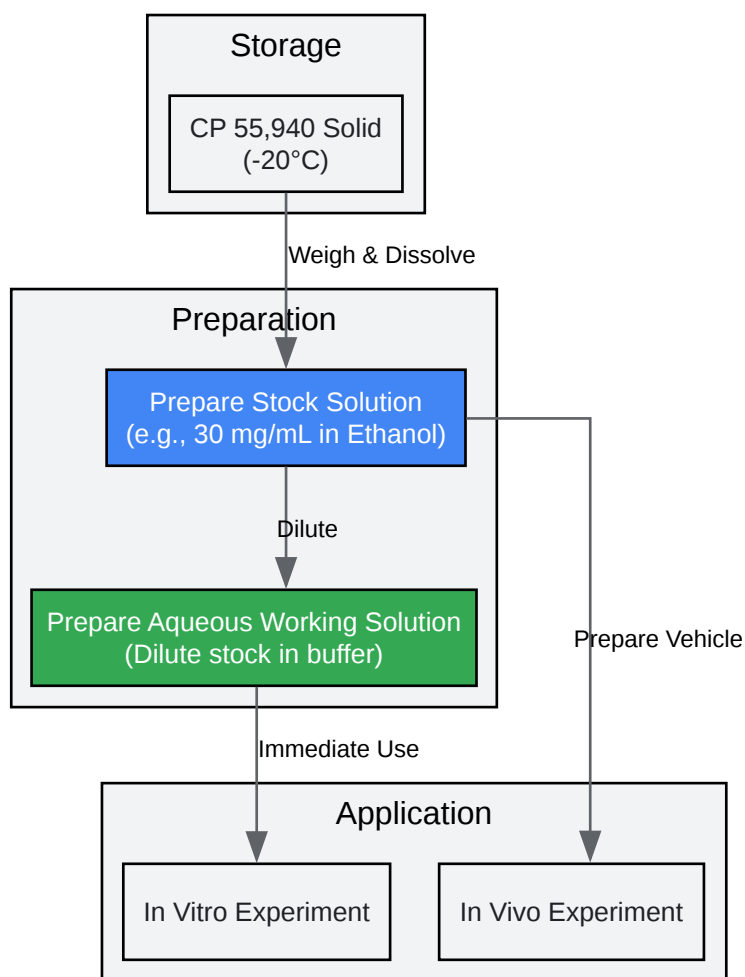 Storage
CP 55,940 Solid
(-20°C)
Weigh & Dissolve
Preparation
Prepare Stock Solution
(e.g., 30 mg/mL in Ethanol)
Dilute
Prepare Aqueous Working Solution
(Dilute stock in buffer)
Prepare Vehicle
Immediate Use
Application
In Vitro Experiment
In Vivo Experiment